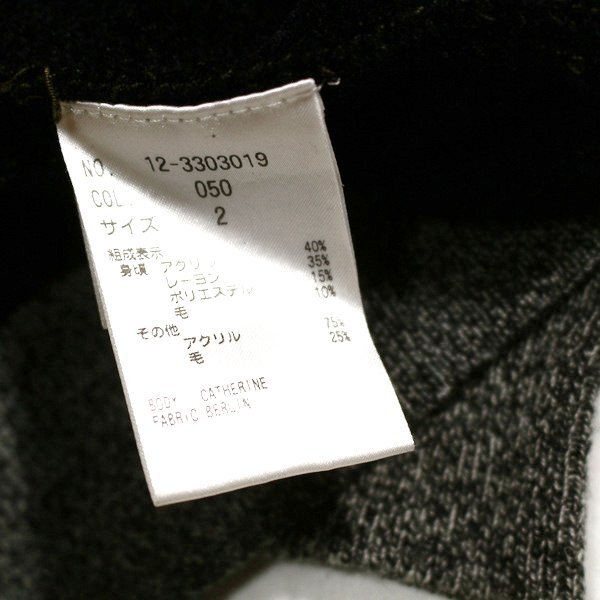 NO. 12-3303019
COL. 050
サイズ 2
組成表示
身頃 アクリル 40%
レーヨン 35%
ポリエステル 15%
毛 10%
その他
アクリル 75%
毛 25%
BODY CATHERINE
FABRIC BERLIN